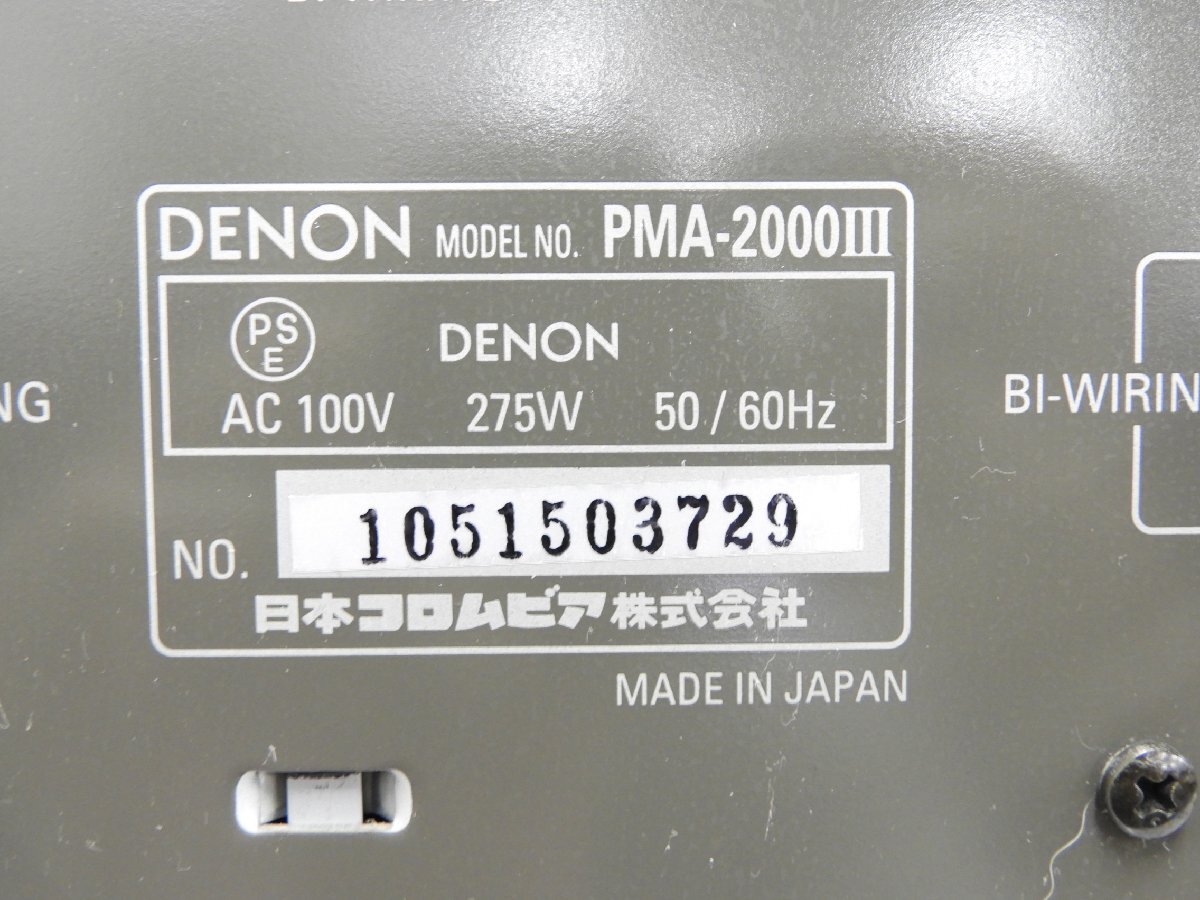 DENON MODEL NO. PMA-2000III
PSE DENON
AC 100V 275W 50 / 60Hz
NG
BI-WIRIN
NO. 1051503729
日本コロムビア株式会社
MADE IN JAPAN